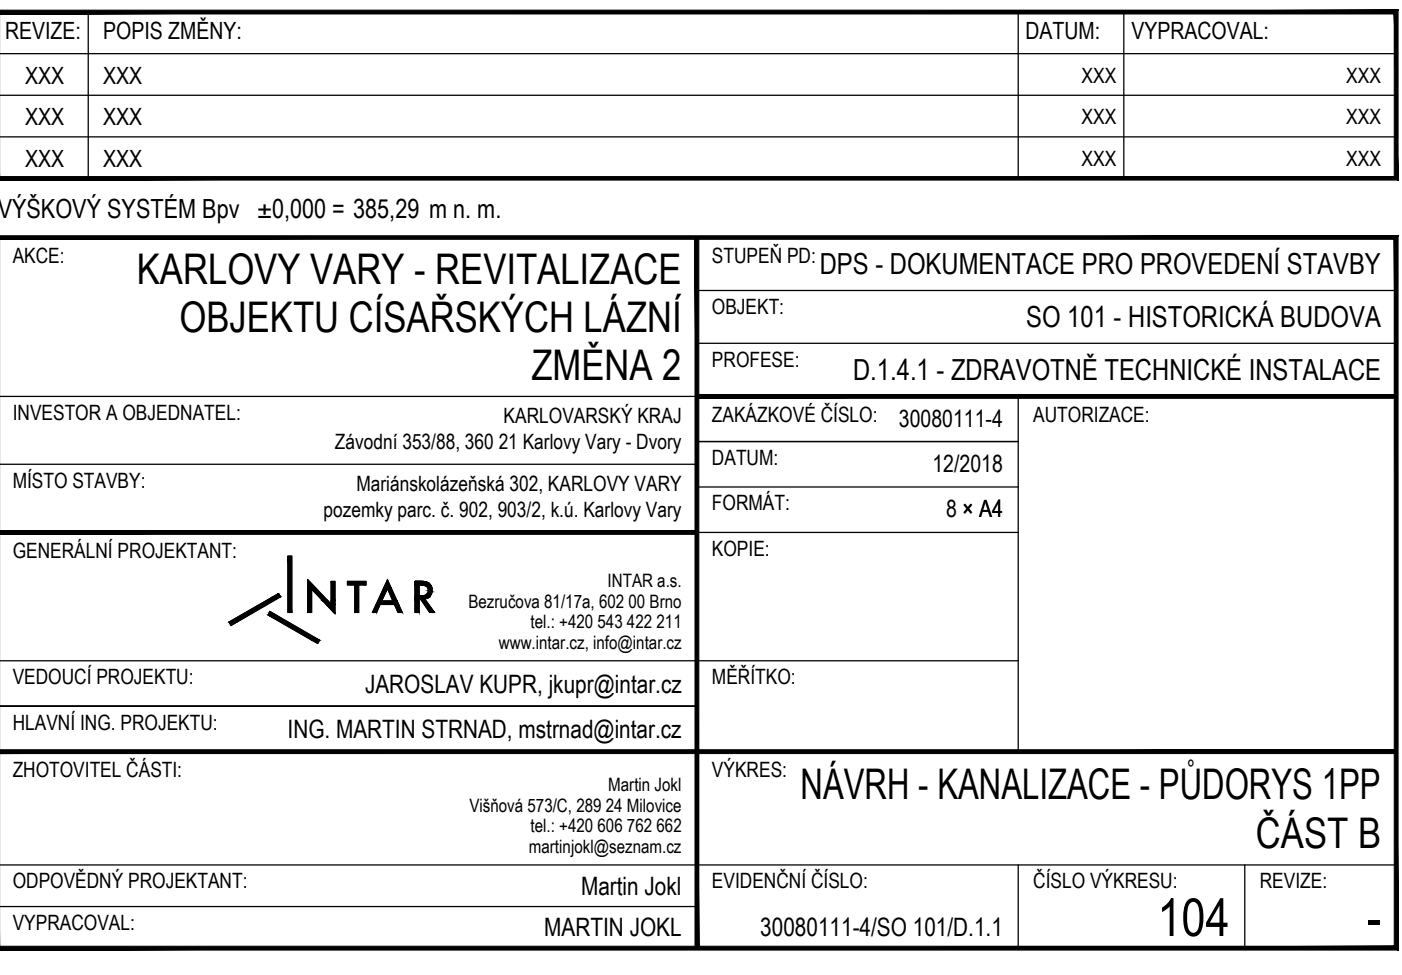 REVIZE: POPIS ZMĚNY: DATUM: VYPRACOVAL:
XXX XXX XXX XXX
XXX XXX XXX XXX
XXX XXX XXX XXX
VÝŠKOVÝ SYSTÉM Bpv ±0,000 = 385,29 m n. m.
AKCE:
KARLOVY VARY - REVITALIZACE
OBJEKTU CÍSAŘSKÝCH LÁZNÍ
ZMĚNA 2
STUPEŇ PD: DPS - DOKUMENTACE PRO PROVEDENÍ STAVBY
OBJEKT: SO 101 - HISTORICKÁ BUDOVA
PROFESE: D.1.4.1 - ZDRAVOTNĚ TECHNICKÉ INSTALACE
INVESTOR A OBJEDNATEL: KARLOVARSKÝ KRAJ
Závodní 353/88, 360 21 Karlovy Vary - Dvory
MÍSTO STAVBY: Mariánskolázeňská 302, KARLOVY VARY
pozemky parc. č. 902, 903/2, k.ú. Karlovy Vary
ZAKÁZKOVÉ ČÍSLO: 30080111-4
DATUM: 12/2018
FORMÁT: 8 × A4
AUTORIZACE:
GENERÁLNÍ PROJEKTANT:
INTAR
INTAR a.s.
Bezručova 81/17a, 602 00 Brno
tel.: +420 543 422 211
www.intar.cz, info@intar.cz
KOPIE:
VEDOUCÍ PROJEKTU: JAROSLAV KUPR, jkupr@intar.cz
HLAVNÍ ING. PROJEKTU: ING. MARTIN STRNAD, mstrnad@intar.cz
MĚŘÍTKO:
ZHOTOVITEL ČÁSTI:
Martin Jokl
Višňová 573/C, 289 24 Milovice
tel.: +420 606 762 662
martinjokl@seznam.cz
VÝKRES: NÁVRH - KANALIZACE - PŮDORYS 1PP
ČÁST B
ODPOVĚDNÝ PROJEKTANT: Martin Jokl
VYPRACOVAL: MARTIN JOKL
EVIDENČNÍ ČÍSLO:
30080111-4/SO 101/D.1.1
ČÍSLO VÝKRESU:
104
REVIZE:
-